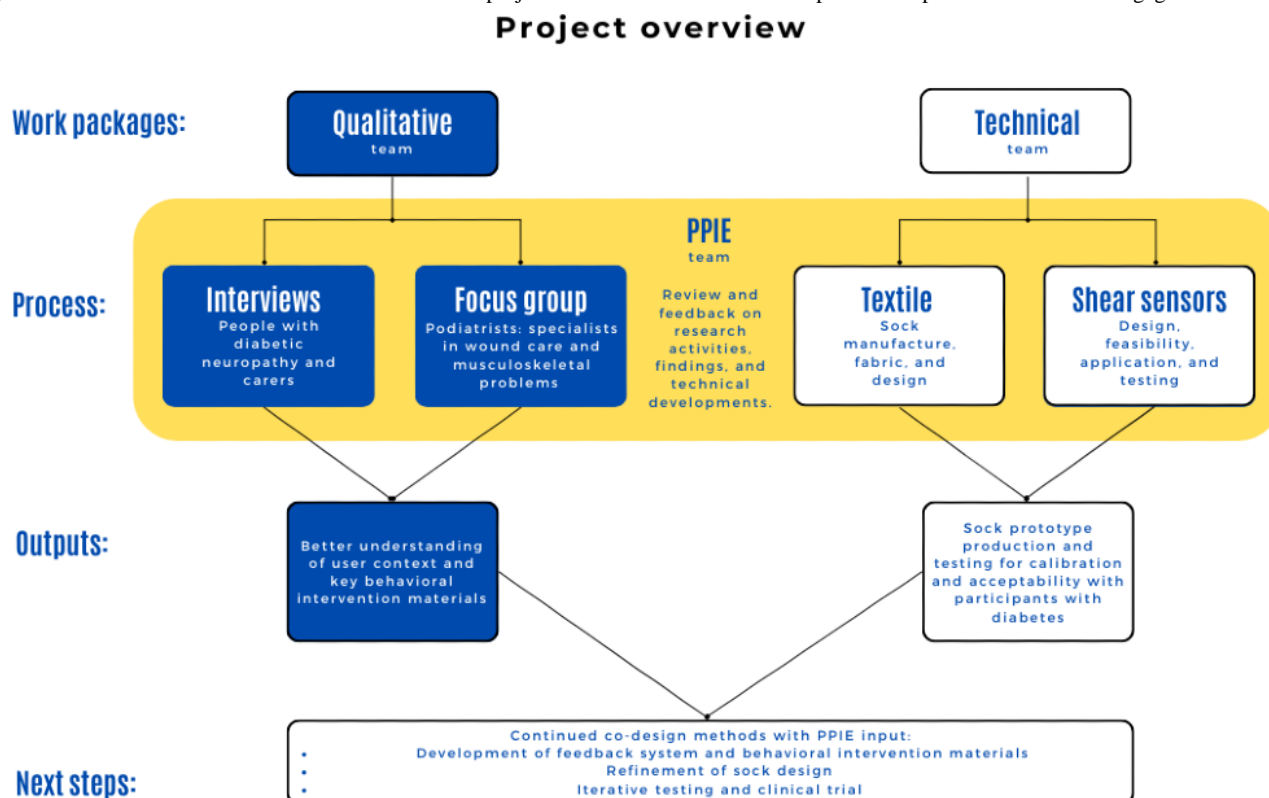 Project overview
Work packages:
Qualitative
team
Technical
team
PPIE
team
Review and
feedback on
research
activities,
findings, and
technical
developments.
Process:
Interviews
People with
diabetic
neuropathy and
carers
Focus group
Podiatrists: specialists
in wound care and
musculoskeletal
problems
Textile
Sock
manufacture,
fabric, and
design
Shear sensors
Design,
feasibility,
application, and
testing
Outputs:
Better understanding
of user context and
key behavioral
intervention materials
Sock prototype
production and
testing for calibration
and acceptability with
participants with
diabetes
Next steps:
Continued co-design methods with PPIE input:
• Development of feedback system and behavioral intervention materials
• Refinement of sock design
• Iterative testing and clinical trial